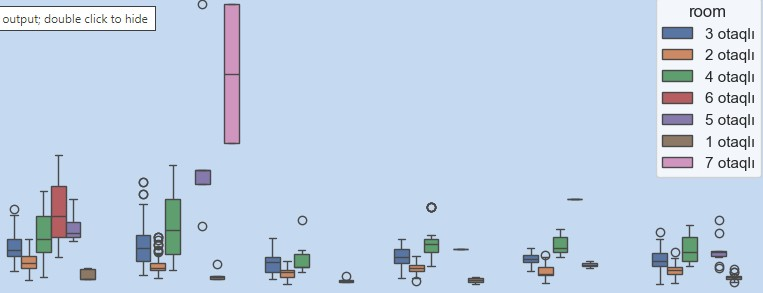 output; double click to hide
room
3 otaqlı
2 otaqlı
4 otaqlı
6 otaqlı
5 otaqlı
1 otaqlı
7 otaqlı